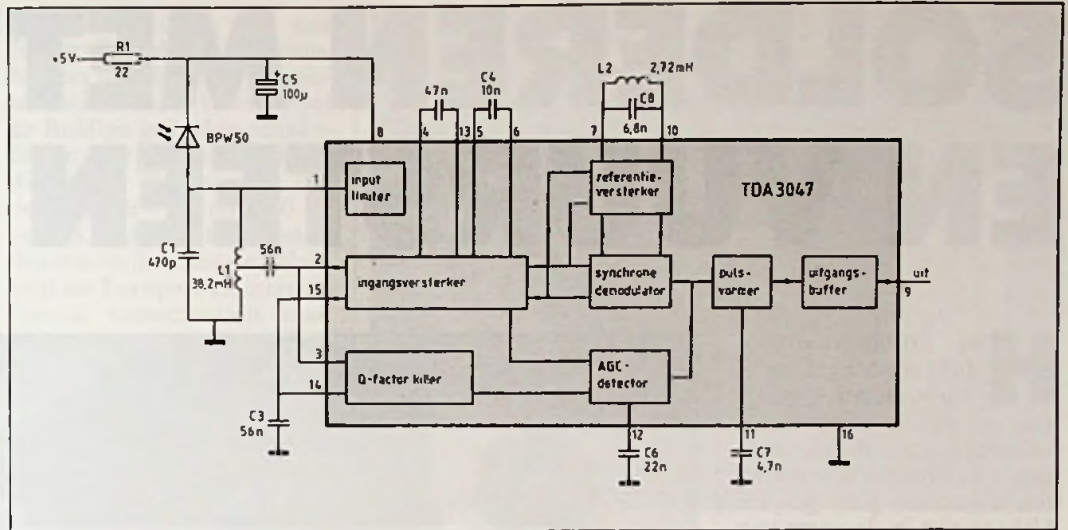 +5V
R1
22
C5
100µ
BPW50
C1
470p
L1
38,2mH
56n
C3
56n
47n
C4
10n
L2
2,72mH
C8
6,8n
8
4
13
5
6
7
10
1
2
15
3
14
input
limiter
ingangsversterker
Q-factor killer
referentie-
versterker
synchrone
demodulator
AGC-
detector
TDA3047
puls-
vormer
uitgangs-
buffer
uit
9
12
11
16
C6
22n
C7
4,7n